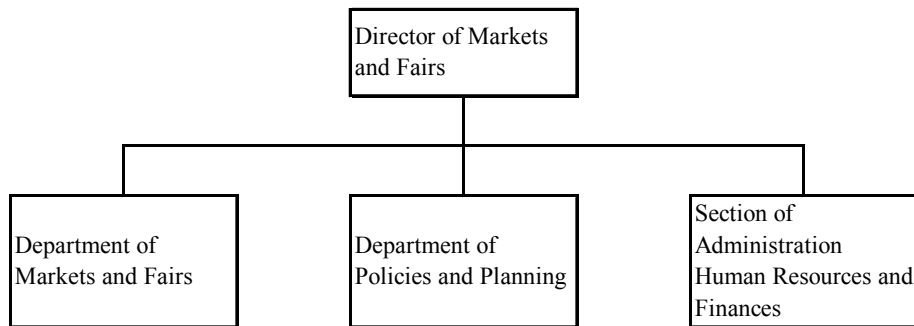 Director of Markets
and Fairs
Department of
Markets and Fairs
Department of
Policies and Planning
Section of
Administration
Human Resources and
Finances